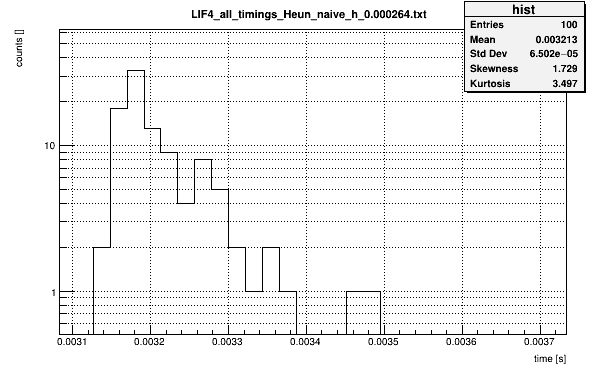 LIF4_all_timings_Heun_naive_h_0.000264.txt
hist
Entries 100
Mean 0.003213
Std Dev 6.502e−05
Skewness 1.729
Kurtosis 3.497
counts []
10
1
0.0031 0.0032 0.0033 0.0034 0.0035 0.0036 0.0037
time [s]